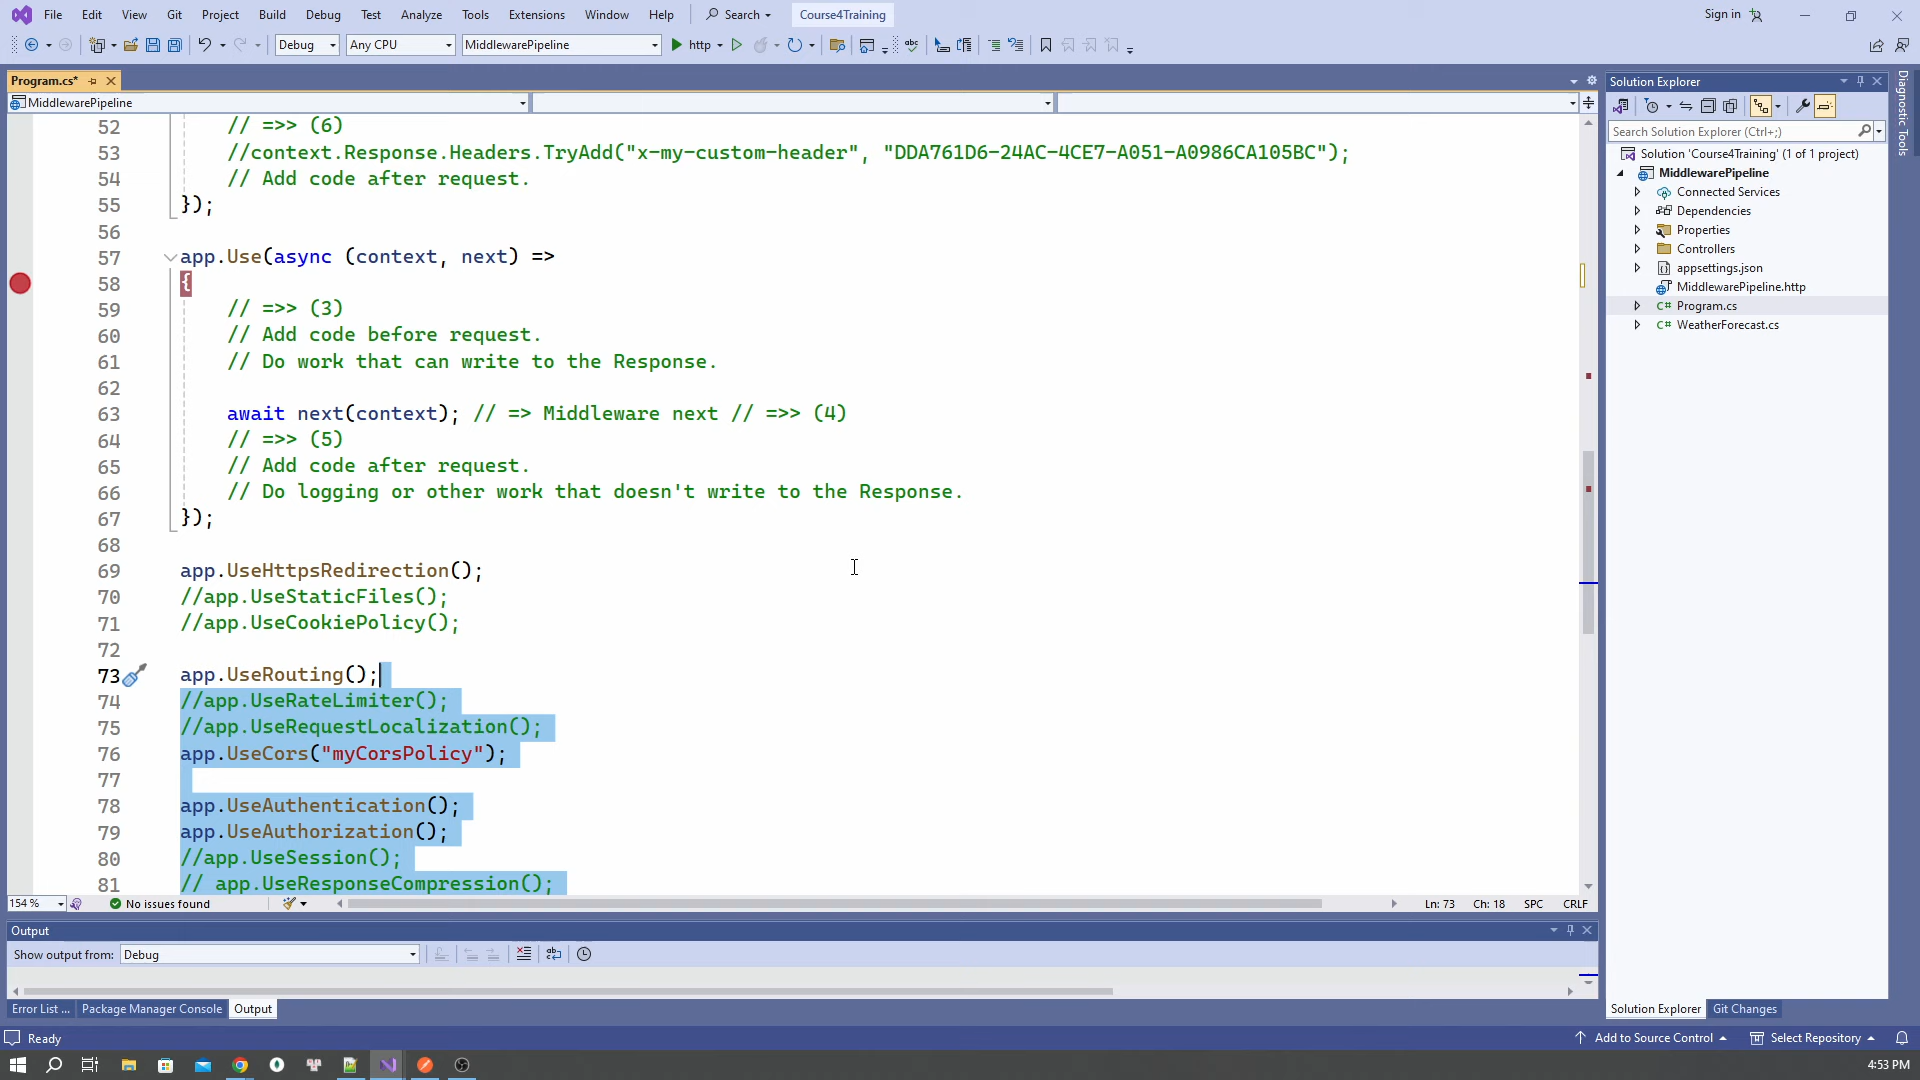 File Edit View Git Project Build Debug Test Analyze Tools Extensions Window Help Search Course4Training Sign in
Debug Any CPU MiddlewarePipeline http
Program.cs*
MiddlewarePipeline
52 // =>> (6)
53 //context.Response.Headers.TryAdd("x-my-custom-header", "DDA761D6-24AC-4CE7-A051-A0986CA105BC");
54 // Add code after request.
55 });
56
57 app.Use(async (context, next) =>
58 {
59 // =>> (3)
60 // Add code before request.
61 // Do work that can write to the Response.
62
63 await next(context); // => Middleware next // =>> (4)
64 // =>> (5)
65 // Add code after request.
66 // Do logging or other work that doesn't write to the Response.
67 });
68
69 app.UseHttpsRedirection();
70 //app.UseStaticFiles();
71 //app.UseCookiePolicy();
72
73 app.UseRouting();
74 //app.UseRateLimiter();
75 //app.UseRequestLocalization();
76 app.UseCors("myCorsPolicy");
77
78 app.UseAuthentication();
79 app.UseAuthorization();
80 //app.UseSession();
81 // app.UseResponseCompression();
154 % No issues found Ln: 73 Ch: 18 SPC CRLF
Output
Show output from: Debug
Error List ... Package Manager Console Output
Solution Explorer
Search Solution Explorer (Ctrl+;)
Solution 'Course4Training' (1 of 1 project)
MiddlewarePipeline
Connected Services
Dependencies
Properties
Controllers
appsettings.json
MiddlewarePipeline.http
C# Program.cs
C# WeatherForecast.cs
Solution Explorer Git Changes
Diagnostic Tools
Ready Add to Source Control Select Repository
4:53 PM